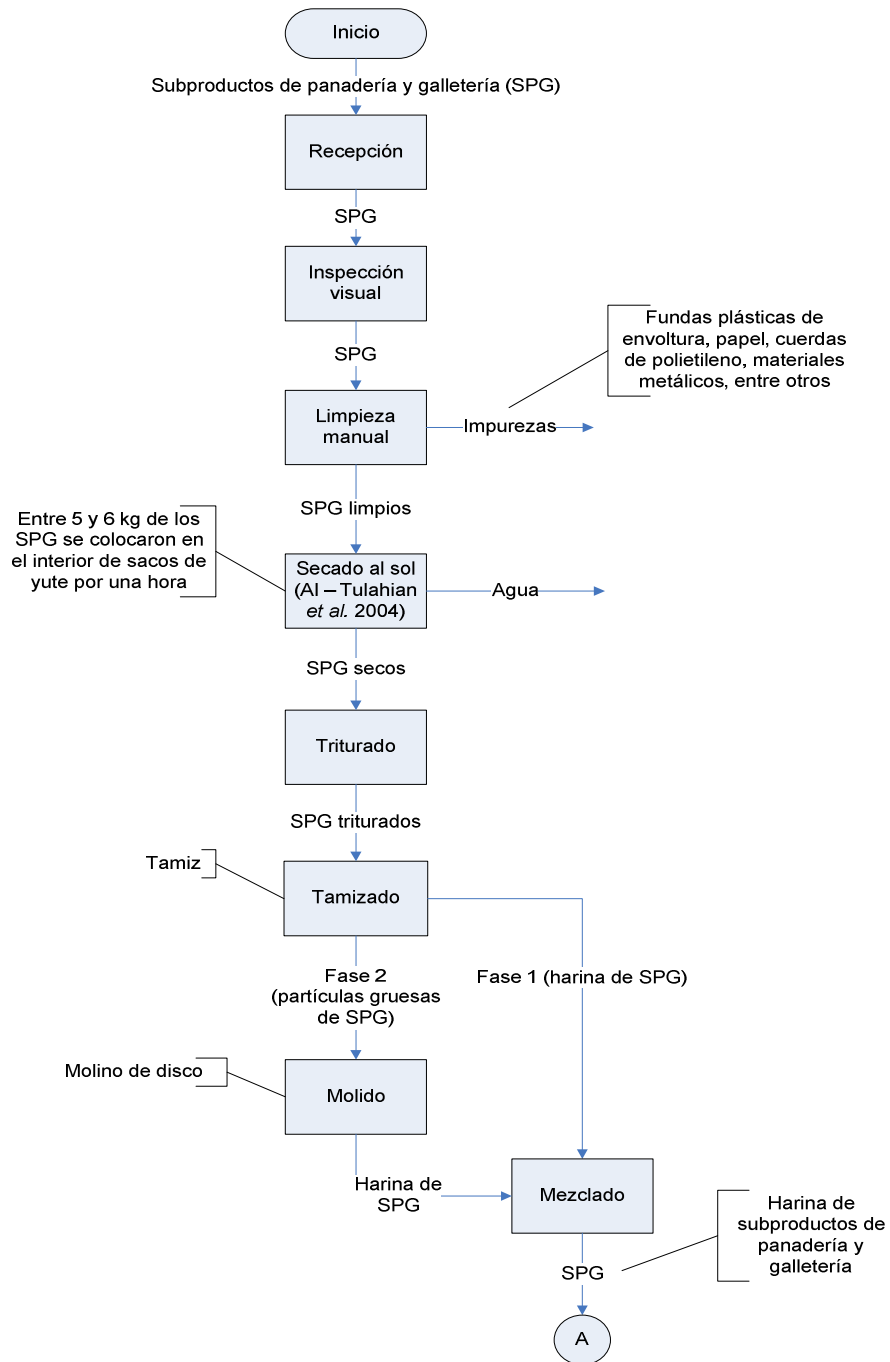 Inicio
Subproductos de panadería y galletería (SPG)
Recepción
SPG
Inspección
visual
SPG
Fundas plásticas de
envoltura, papel, cuerdas
de polietileno, materiales
metálicos, entre otros
Limpieza
manual
Impurezas
SPG limpios
Entre 5 y 6 kg de los
SPG se colocaron en
el interior de sacos de
yute por una hora
Secado al sol
(Al – Tulahian
et al. 2004)
Agua
SPG secos
Triturado
SPG triturados
Tamiz
Tamizado
Fase 2
(partículas gruesas
de SPG)
Fase 1 (harina de SPG)
Molino de disco
Molido
Harina de
SPG
Mezclado
Harina de
subproductos de
panadería y
galletería
SPG
A